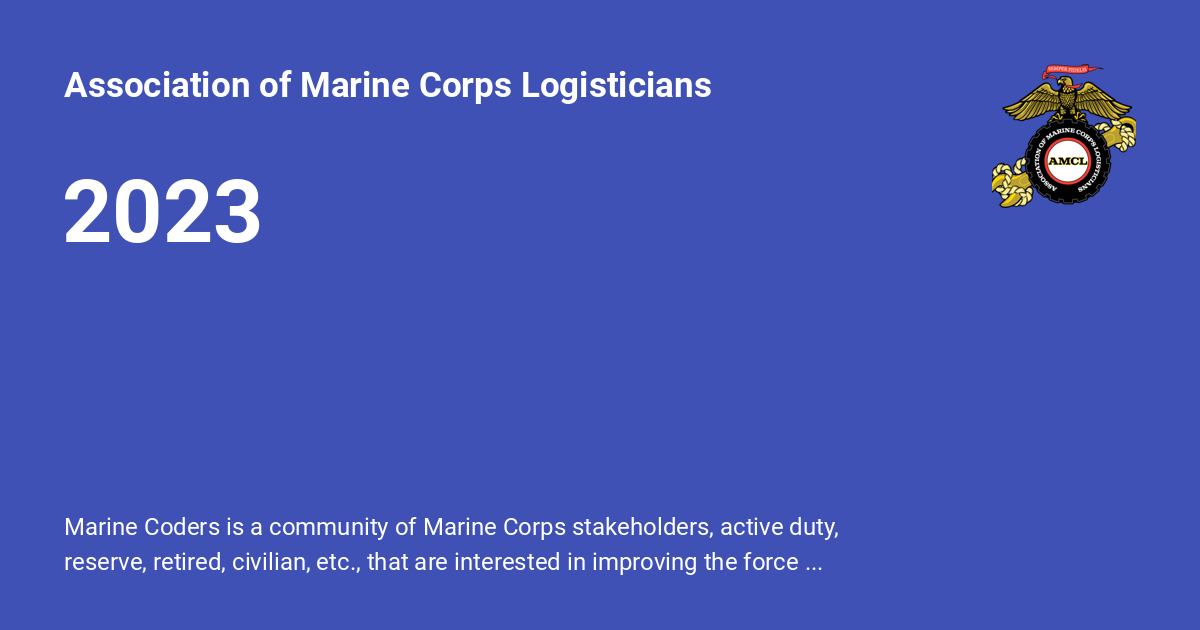 Association of Marine Corps Logisticians
SEMPER FIDELIS
2023
ASSOCIATION OF MARINE CORPS LOGISTICIANS
AMCL
Marine Coders is a community of Marine Corps stakeholders, active duty,
reserve, retired, civilian, etc., that are interested in improving the force ...